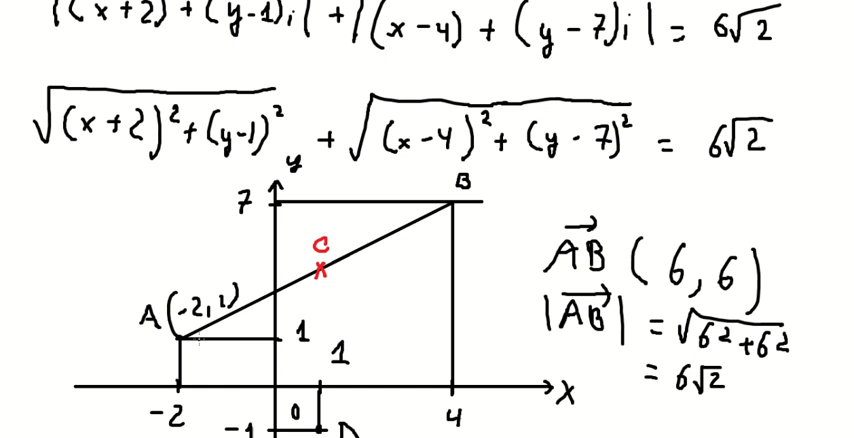 |(x+2)+(y-1)i|+|(x-4)+(y-7)i|=6√2
√((x+2)²+(y-1)²)+√((x-4)²+(y-7)²)=6√2
y
B
7
C
AB⃗ (6,6)
A(-2,1)
|AB⃗|=√(6²+6²)
1
1
=6√2
X
-2
0
4
-1
D